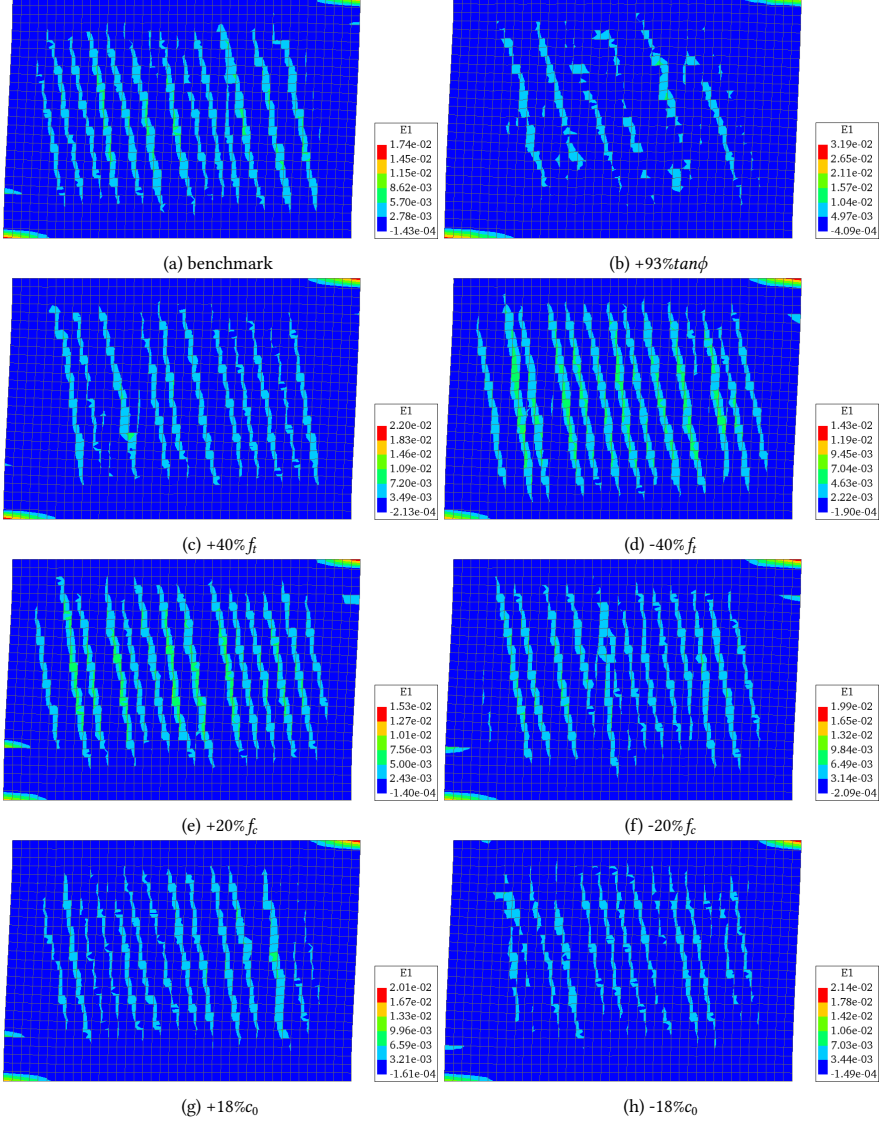 E1
1.74e-02
1.45e-02
1.15e-02
8.62e-03
5.70e-03
2.78e-03
-1.43e-04
(a) benchmark
E1
3.19e-02
2.65e-02
2.11e-02
1.57e-02
1.04e-02
4.97e-03
-4.09e-04
(b) +93%tanϕ
E1
2.20e-02
1.83e-02
1.46e-02
1.09e-02
7.20e-03
3.49e-03
-2.13e-04
(c) +40%fₜ
E1
1.43e-02
1.19e-02
9.45e-03
7.04e-03
4.63e-03
2.22e-03
-1.90e-04
(d) -40%fₜ
E1
1.53e-02
1.27e-02
1.01e-02
7.56e-03
5.00e-03
2.43e-03
-1.40e-04
(e) +20%f_c
E1
1.99e-02
1.65e-02
1.32e-02
9.84e-03
6.49e-03
3.14e-03
-2.09e-04
(f) -20%f_c
E1
2.01e-02
1.67e-02
1.33e-02
9.96e-03
6.59e-03
3.21e-03
-1.61e-04
(g) +18%c₀
E1
2.14e-02
1.78e-02
1.42e-02
1.06e-02
7.03e-03
3.44e-03
-1.49e-04
(h) -18%c₀